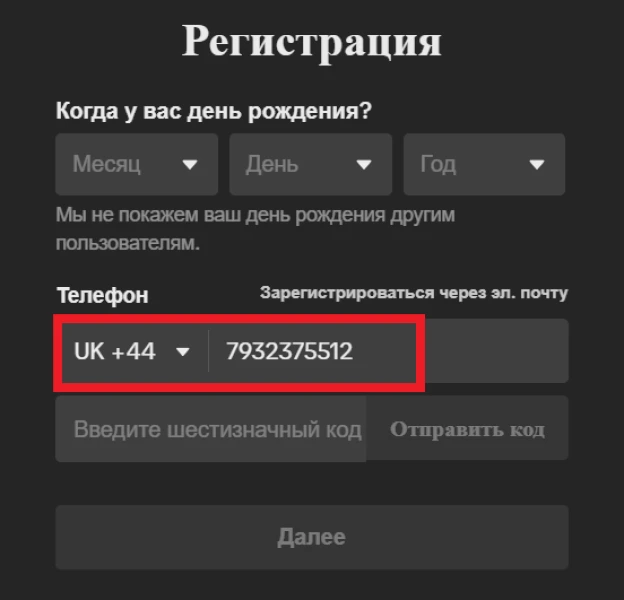 Регистрация
Когда у вас день рождения?
Месяц День Год
Мы не покажем ваш день рождения другим
пользователям.
Телефон Зарегистрироваться через эл. почту
UK +44 7932375512
Введите шестизначный код Отправить код
Далее